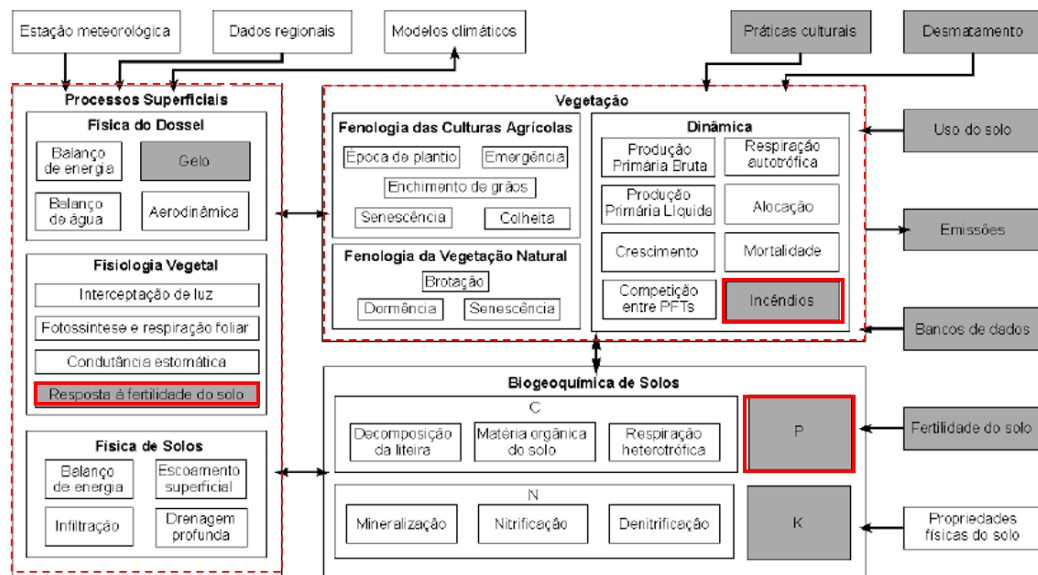 Estação meteorológica
Dados regionais
Modelos climáticos
Práticas culturais
Desmatamento
Processos Superficiais
Física do Dossel
Balanço
de energia
Gelo
Balanço
de água
Aerodinâmica
Fisiologia Vegetal
Interceptação de luz
Fotossíntese e respiração foliar
Condutância estomática
Resposta à fertilidade do solo
Física de Solos
Balanço
de energia
Escoamento
superficial
Infiltração
Drenagem
profunda
Vegetação
Fenologia das Culturas Agrícolas
Época de plantio
Emergência
Enchimento de grãos
Senescência
Colheita
Fenologia da Vegetação Natural
Brotação
Dormência
Senescência
Dinâmica
Produção
Primária Bruta
Respiração
autotrófica
Produção
Primária Líquida
Alocação
Crescimento
Mortalidade
Competição
entre PFTs
Incêndios
Biogeoquímica de Solos
C
Decomposição
da liteira
Matéria orgânica
do solo
Respiração
heterotrófica
P
N
Mineralização
Nitrificação
Denitrificação
K
Uso do solo
Emissões
Bancos de dados
Fertilidade do solo
Propriedades
físicas do solo